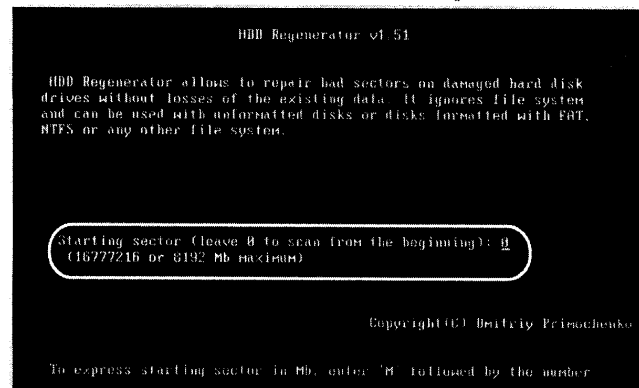 HDD Regenerator v1.51
HDD Regenerator allows to repair bad sectors on damaged hard disk
drives without losses of the existing data. It ignores file system
and can be used with unformatted disks or disks formatted with FAT,
NTFS or any other file system.
Starting sector (leave 0 to scan from the beginning): 0
(16777216 or 8192 Mb maximum)
Copyright(C) Dmitriy Primochenko
To express starting sector in Mb, enter 'M' followed by the number